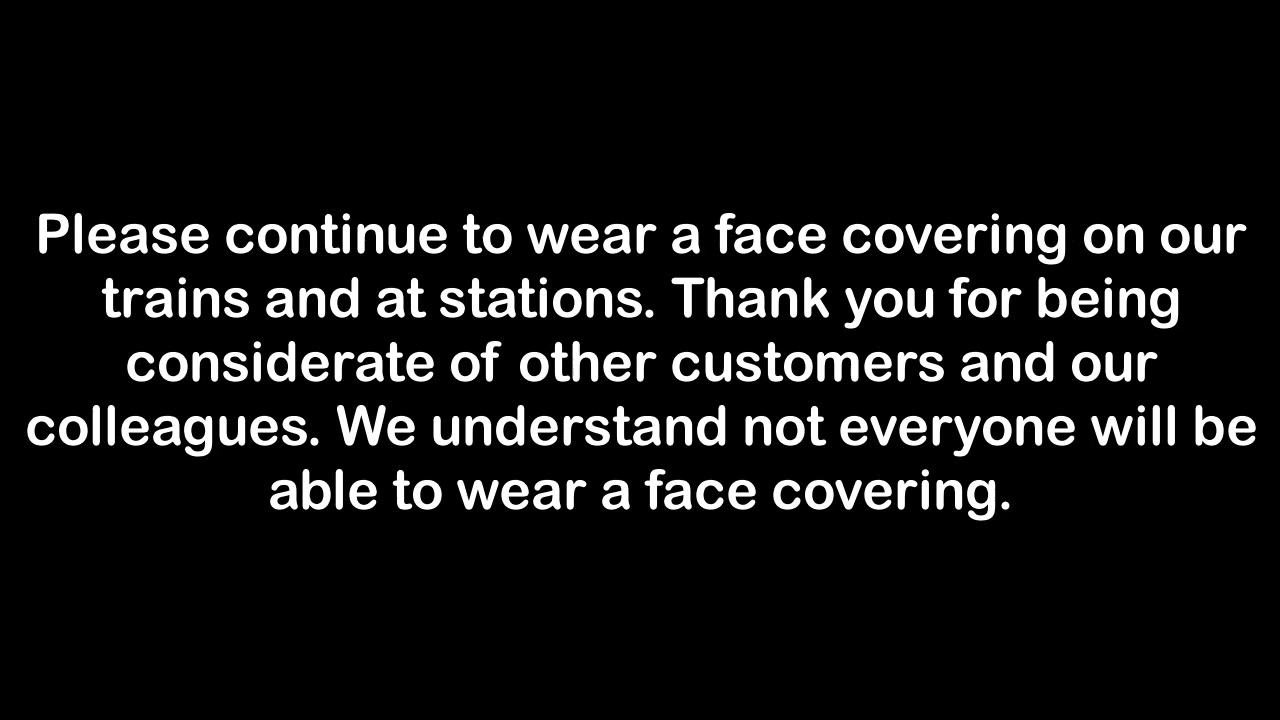 Please continue to wear a face covering on our
trains and at stations. Thank you for being
considerate of other customers and our
colleagues. We understand not everyone will be
able to wear a face covering.